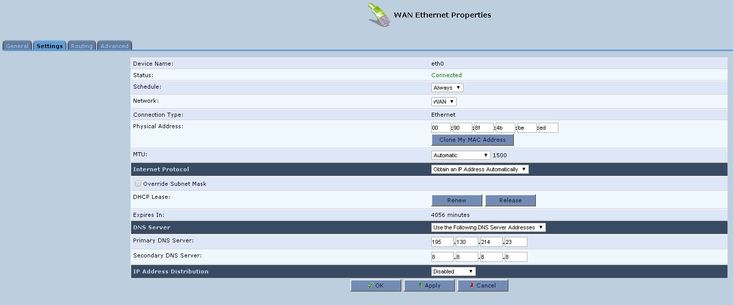 WAN Ethernet Properties
General Settings Routing Advanced
Device Name: eth0
Status: Connected
Schedule: Always
Network: WAN
Connection Type: Ethernet
Physical Address: 00 :90 :8f :4b :be :ed
Clone My MAC Address
MTU: Automatic 1500
Internet Protocol Obtain an IP Address Automatically
Override Subnet Mask
DHCP Lease: Renew Release
Expires In: 4056 minutes
DNS Server Use the Following DNS Server Addresses
Primary DNS Server: 195 .130 .214 .23
Secondary DNS Server: 8 .8 .8 .8
IP Address Distribution Disabled
OK Apply Cancel